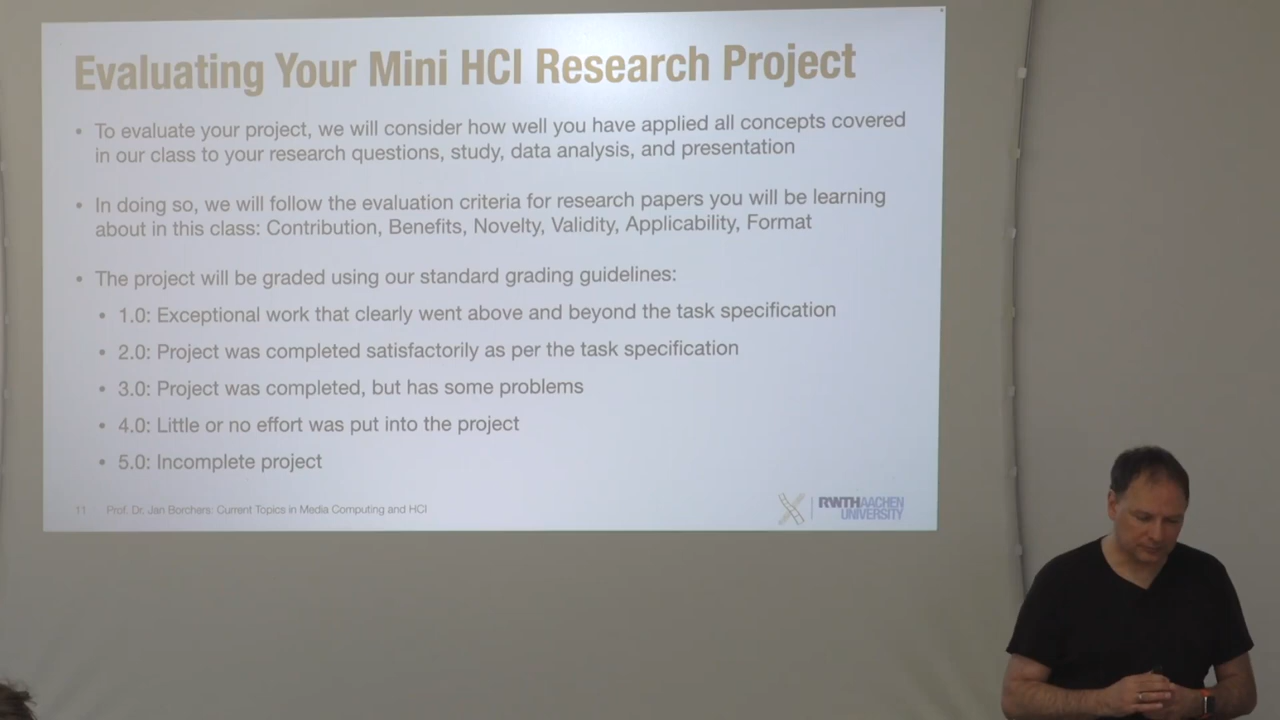 Evaluating Your Mini HCI Research Project
• To evaluate your project, we will consider how well you have applied all concepts covered
in our class to your research questions, study, data analysis, and presentation
• In doing so, we will follow the evaluation criteria for research papers you will be learning
about in this class: Contribution, Benefits, Novelty, Validity, Applicability, Format
• The project will be graded using our standard grading guidelines:
• 1.0: Exceptional work that clearly went above and beyond the task specification
• 2.0: Project was completed satisfactorily as per the task specification
• 3.0: Project was completed, but has some problems
• 4.0: Little or no effort was put into the project
• 5.0: Incomplete project
11 Prof. Dr. Jan Borchers: Current Topics in Media Computing and HCI
RWTHAACHEN
UNIVERSITY